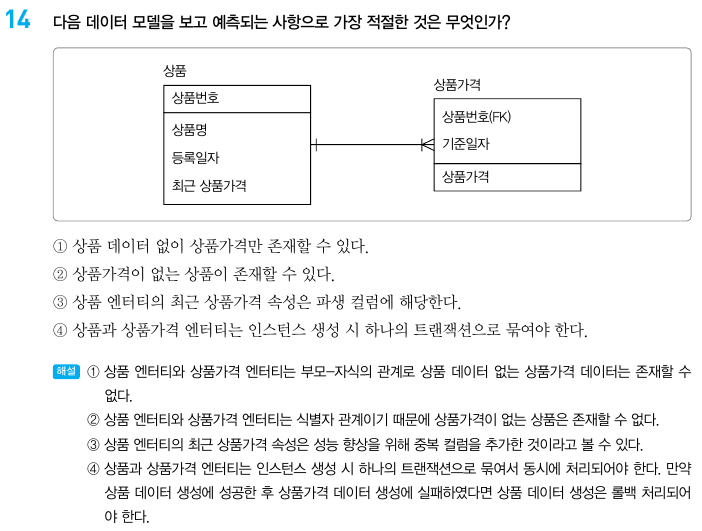 14 다음 데이터 모델을 보고 예측되는 사항으로 가장 적절한 것은 무엇인가?
상품
상품번호
상품명
등록일자
최근 상품가격
상품가격
상품번호(FK)
기준일자
상품가격
① 상품 데이터 없이 상품가격만 존재할 수 있다.
② 상품가격이 없는 상품이 존재할 수 있다.
③ 상품 엔터티의 최근 상품가격 속성은 파생 컬럼에 해당한다.
④ 상품과 상품가격 엔터티는 인스턴스 생성 시 하나의 트랜잭션으로 묶여야 한다.
해설 ① 상품 엔터티와 상품가격 엔터티는 부모–자식의 관계로 상품 데이터 없는 상품가격 데이터는 존재할 수
없다.
② 상품 엔터티와 상품가격 엔터티는 식별자 관계이기 때문에 상품가격이 없는 상품은 존재할 수 없다.
③ 상품 엔터티의 최근 상품가격 속성은 성능 향상을 위해 중복 컬럼을 추가한 것이라고 볼 수 있다.
④ 상품과 상품가격 엔터티는 인스턴스 생성 시 하나의 트랜잭션으로 묶여서 동시에 처리되어야 한다. 만약
상품 데이터 생성에 성공한 후 상품가격 데이터 생성에 실패하였다면 상품 데이터 생성은 롤백 처리되어
야 한다.